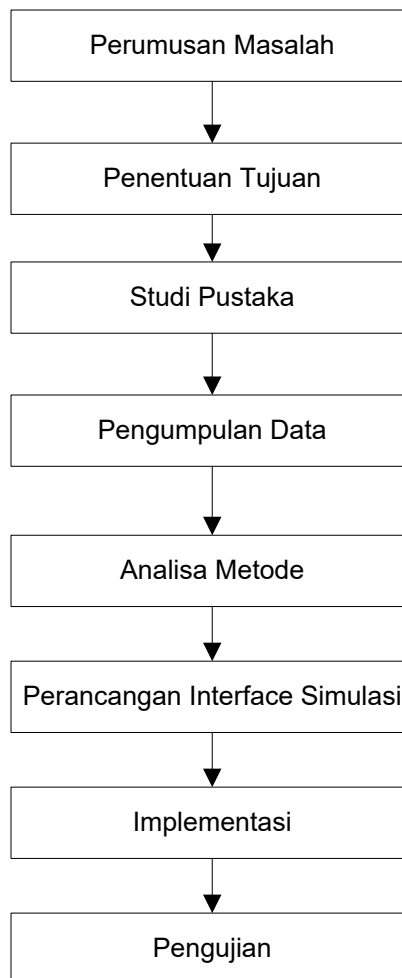 Perumusan Masalah
Penentuan Tujuan
Studi Pustaka
Pengumpulan Data
Analisa Metode
Perancangan Interface Simulasi
Implementasi
Pengujian